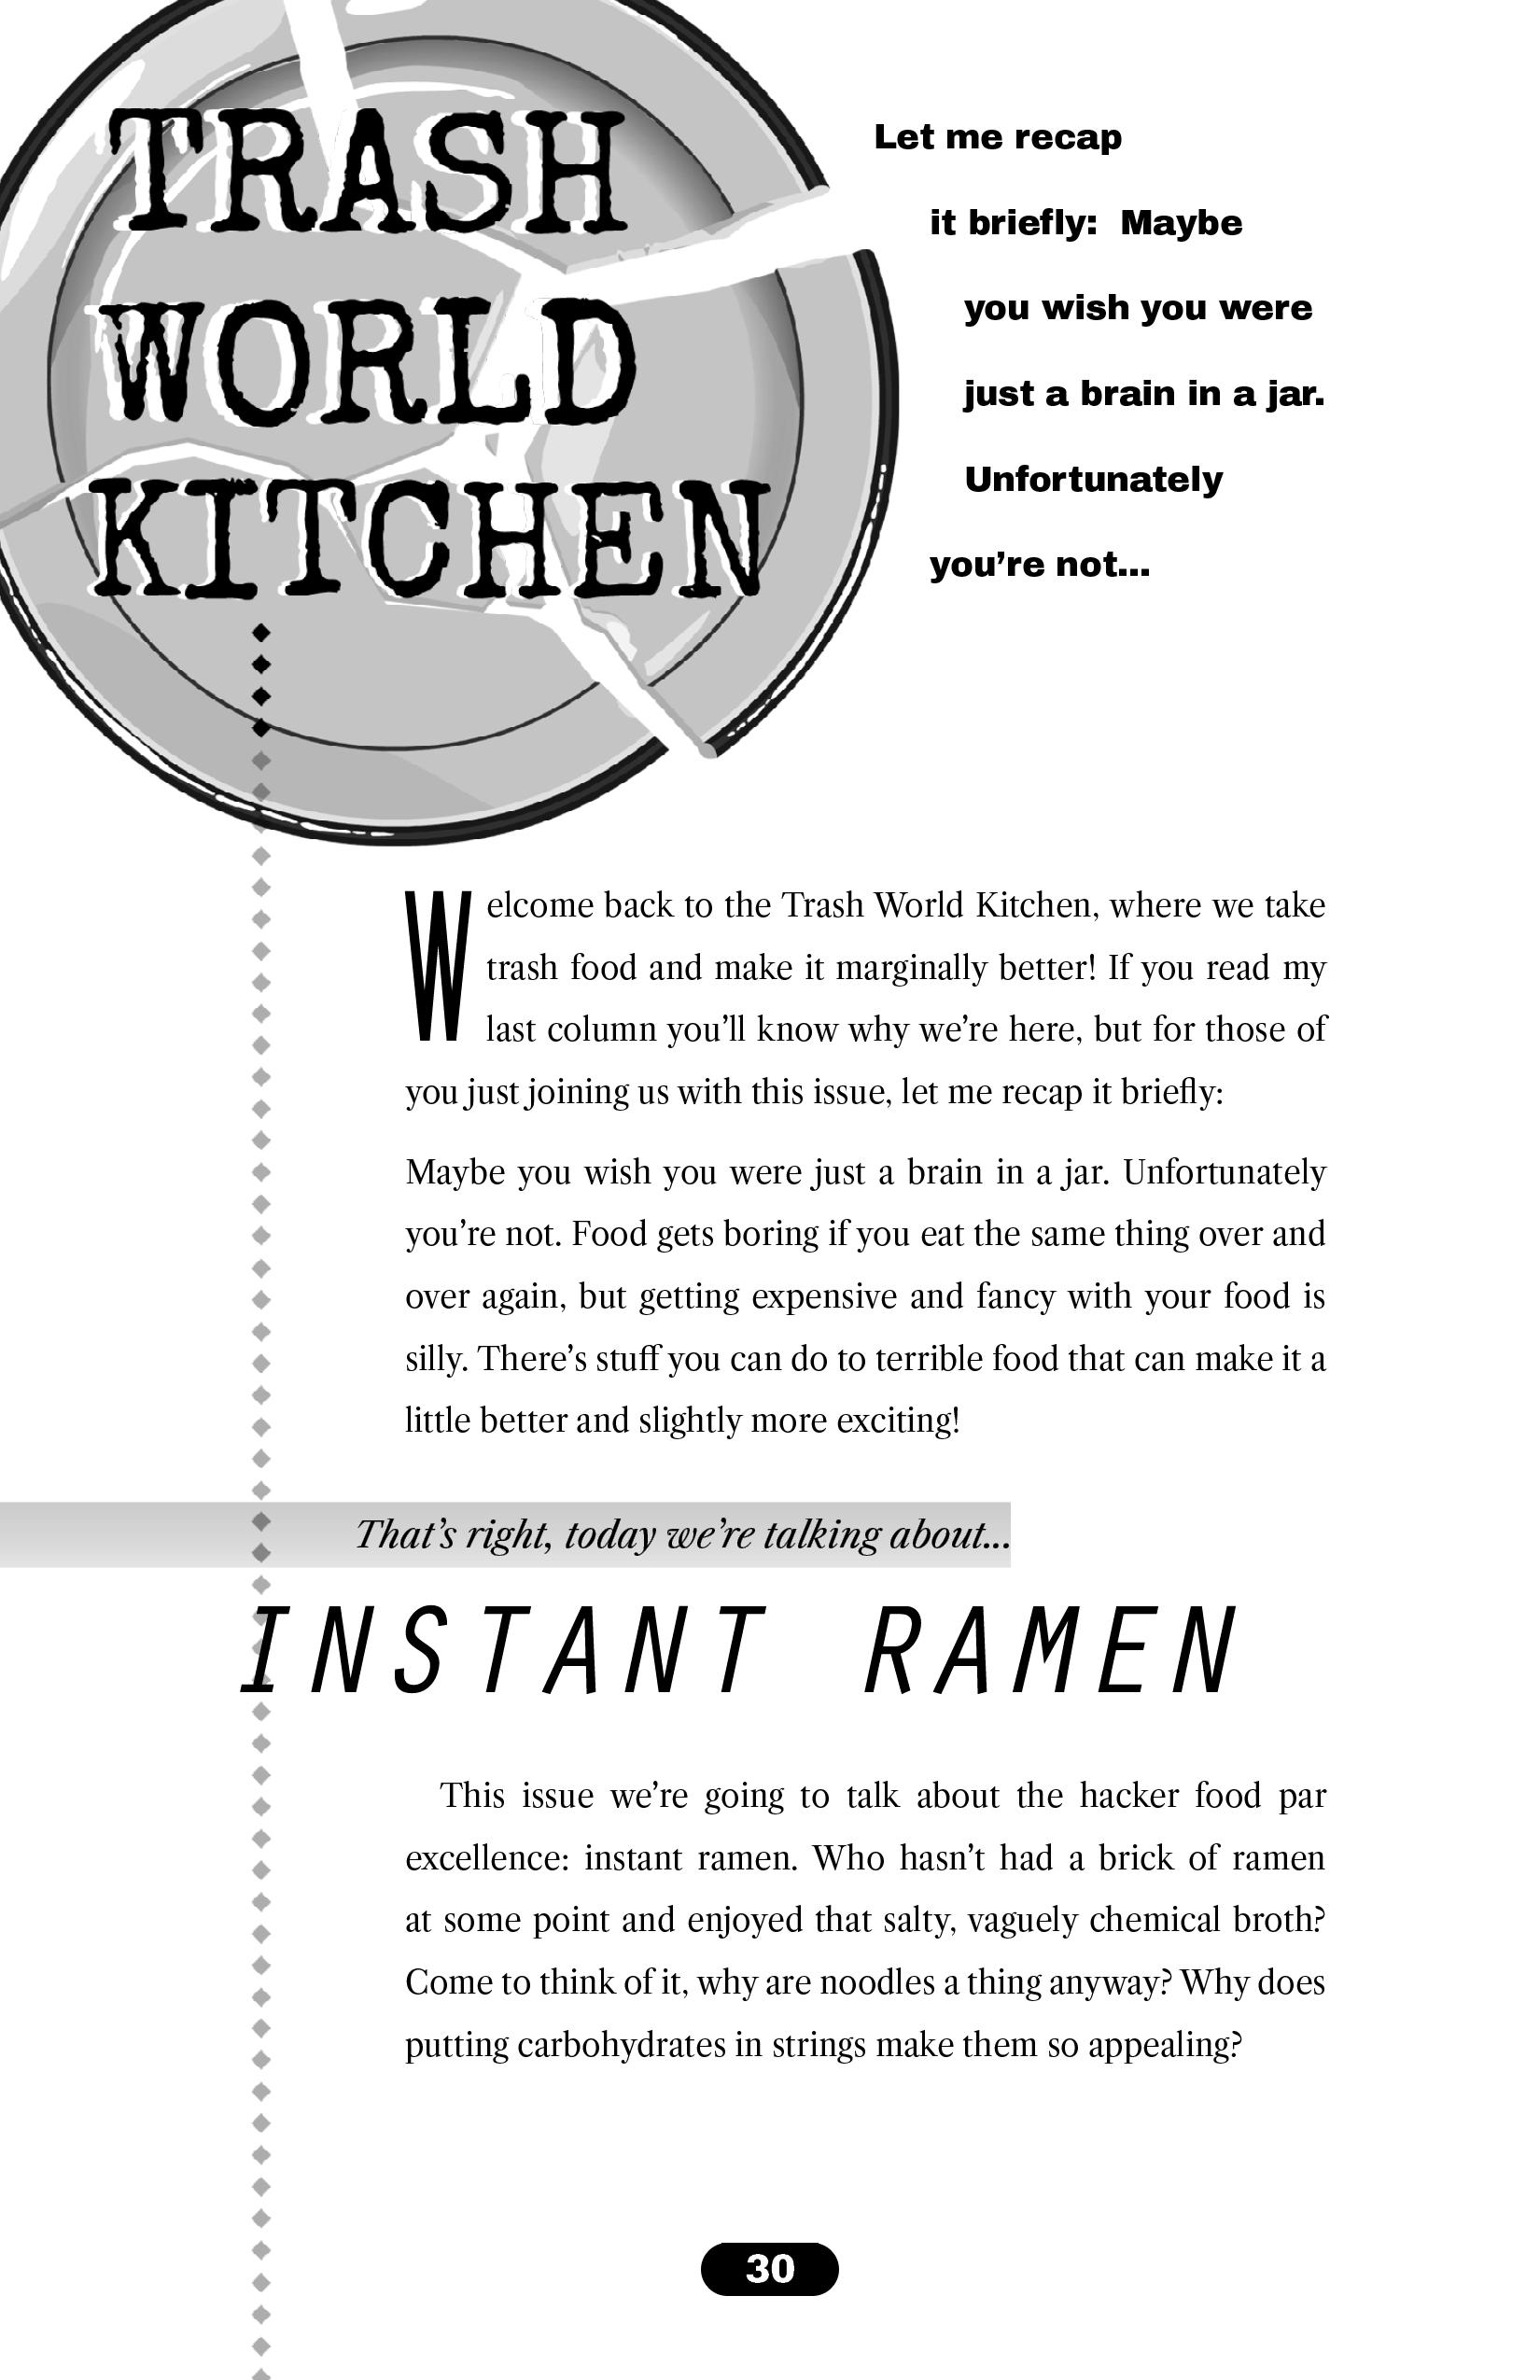 TRASH
WORLD
KITCHEN
Let me recap
it briefly:  Maybe
you wish you were
just a brain in a jar.
Unfortunately
you’re not...
Welcome back to the Trash World Kitchen, where we take
trash food and make it marginally better! If you read my
last column you’ll know why we’re here, but for those of
you just joining us with this issue, let me recap it briefly:
Maybe you wish you were just a brain in a jar. Unfortunately
you’re not. Food gets boring if you eat the same thing over and
over again, but getting expensive and fancy with your food is
silly. There’s stuff you can do to terrible food that can make it a
little better and slightly more exciting!
That’s right, today we’re talking about...
INSTANT RAMEN
This issue we’re going to talk about the hacker food par
excellence: instant ramen. Who hasn’t had a brick of ramen
at some point and enjoyed that salty, vaguely chemical broth?
Come to think of it, why are noodles a thing anyway? Why does
putting carbohydrates in strings make them so appealing?
30